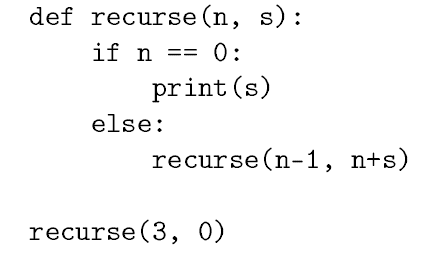 def recurse(n, s):
    if n == 0:
        print(s)
    else:
        recurse(n-1, n+s)

recurse(3, 0)